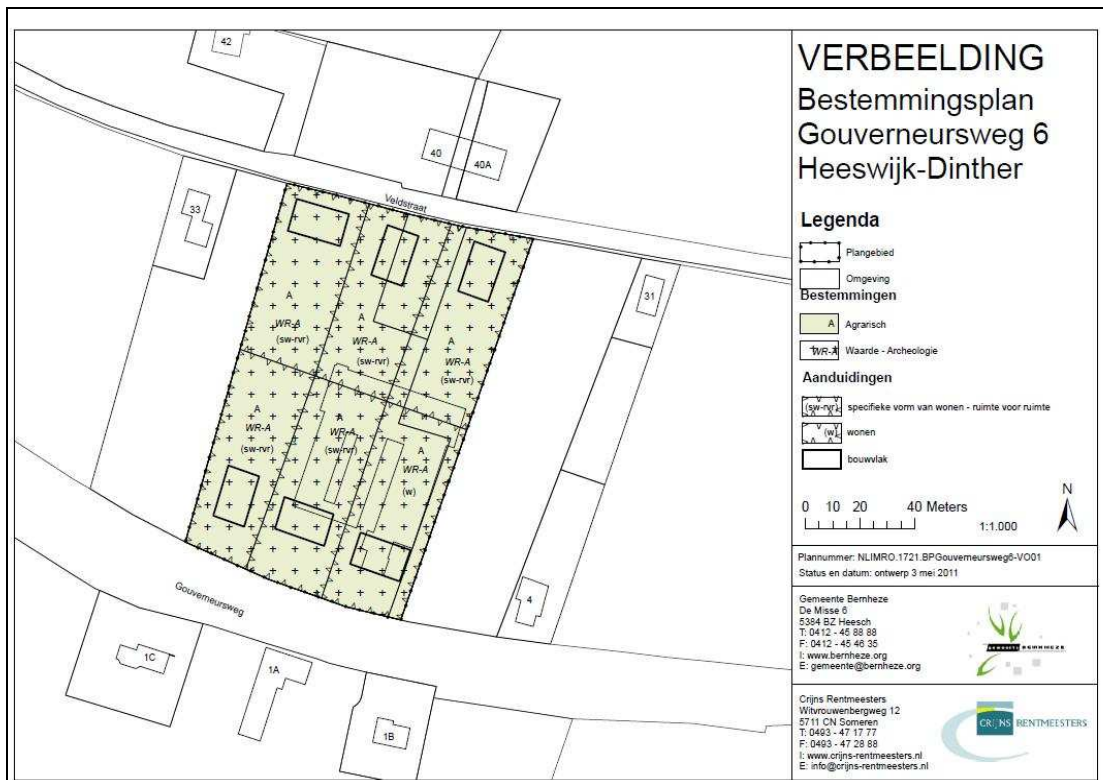 42
40
40A
33
Veldstraat
31
A
WR-A
(sw-rvr)
A
WR-A
(sw-rvr)
A
WR-A
(sw-rvr)
A
WR-A
(sw-rvr)
A
WR-A
(sw-rvr)
A
WR-A
(w)
Gouverneursweg
4
1C
1A
1B
VERBEELDING
Bestemmingsplan
Gouverneursweg 6
Heeswijk-Dinther
Legenda
Plangebied
Omgeving
Bestemmingen
A Agrarisch
WR-A Waarde - Archeologie
Aanduidingen
(sw-rvr) specifieke vorm van wonen - ruimte voor ruimte
(w) wonen
bouwvlak
N
0 10 20 40 Meters
1:1.000
Plannummer: NLIMRO.1721.BPGouverneursweg6-VO01
Status en datum: ontwerp 3 mei 2011
Gemeente Bernheze
De Misse 6
5384 BZ Heesch
T: 0412 - 45 88 88
F: 0412 - 45 46 35
I: www.bernheze.org
E: gemeente@bernheze.org
GEMEENTE BERNHEZE
Crijns Rentmeesters
Witvrouwenbergweg 12
5711 CN Someren
T: 0493 - 47 17 77
F: 0493 - 47 28 88
I: www.crijns-rentmeesters.nl
E: info@crijns-rentmeesters.nl
CRIJNS RENTMEESTERS